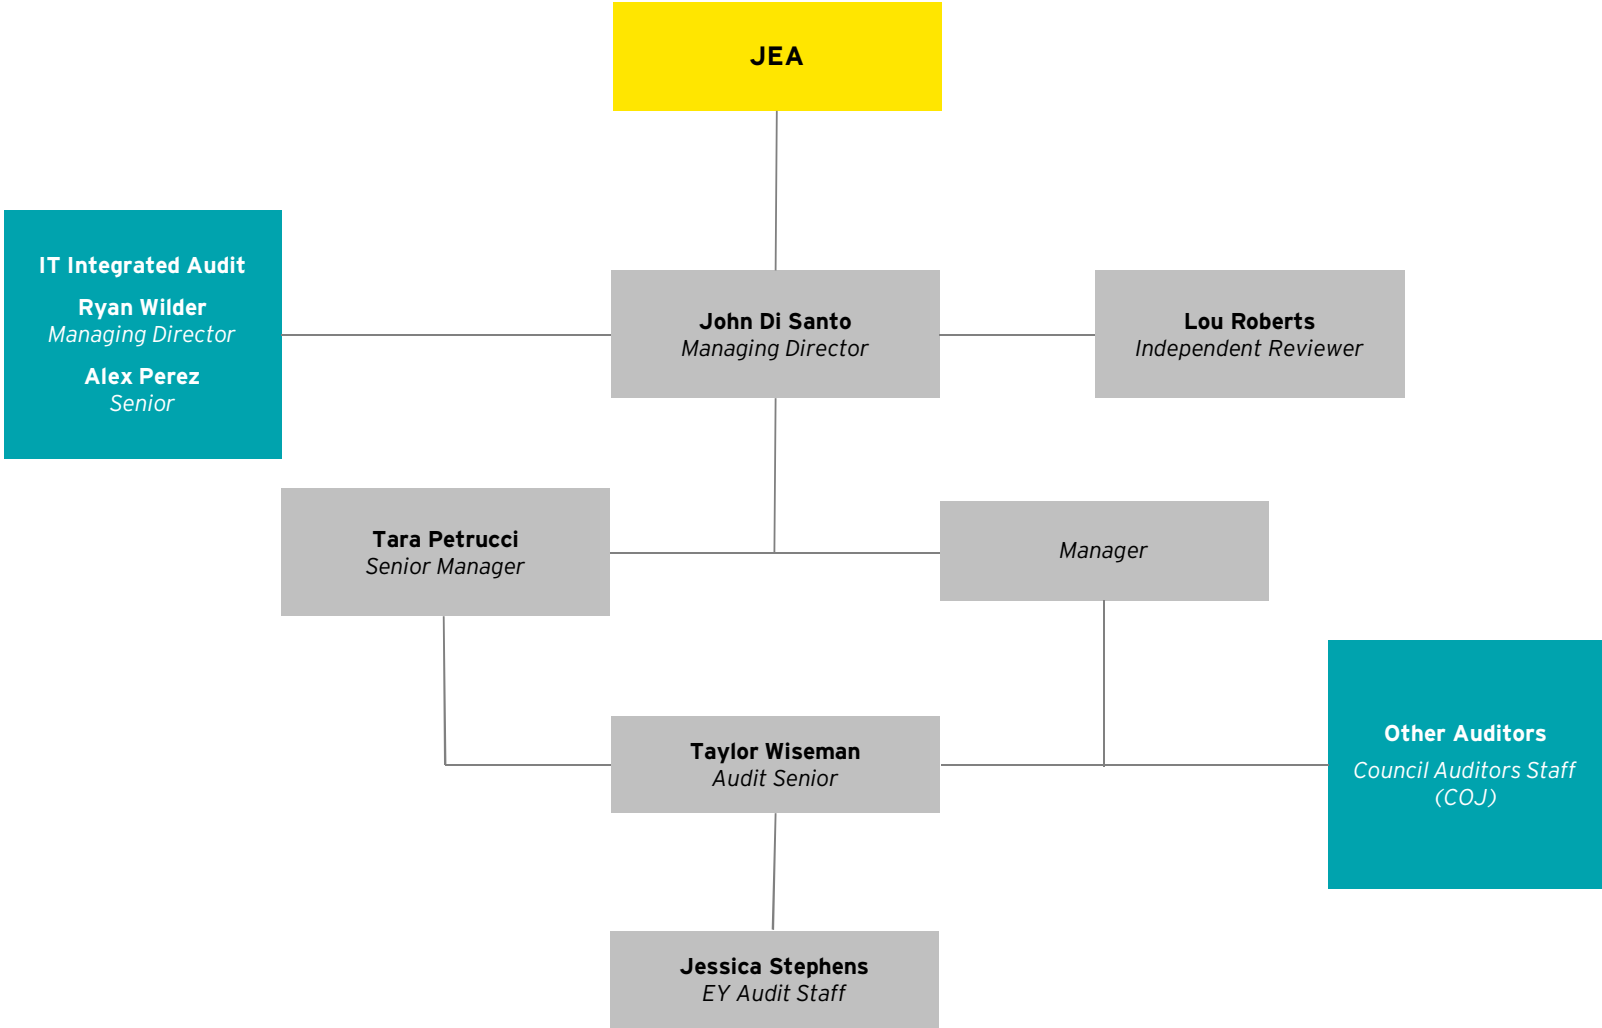 JEA
IT Integrated Audit
Ryan Wilder
Managing Director
Alex Perez
Senior
John Di Santo
Managing Director
Lou Roberts
Independent Reviewer
Tara Petrucci
Senior Manager
Manager
Taylor Wiseman
Audit Senior
Other Auditors
Council Auditors Staff
(COJ)
Jessica Stephens
EY Audit Staff